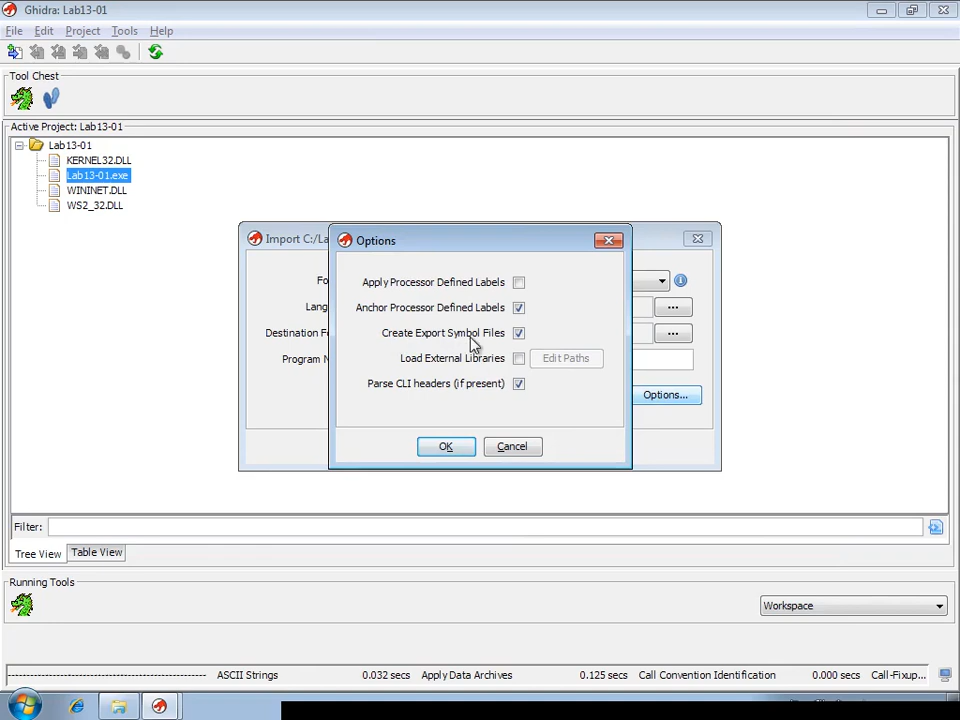 Ghidra: Lab13-01
File Edit Project Tools Help
Tool Chest
Active Project: Lab13-01
Lab13-01
KERNEL32.DLL
Lab13-01.exe
WININET.DLL
WS2_32.DLL
Import C:/La
Options
Apply Processor Defined Labels
Anchor Processor Defined Labels
Create Export Symbol Files
Load External Libraries Edit Paths
Parse CLI headers (if present)
OK Cancel
Fo
Lang
Destination Fo
Program N
...
...
Options...
Filter:
Tree View Table View
Running Tools
Workspace
ASCII Strings 0.032 secs Apply Data Archives 0.125 secs Call Convention Identification 0.000 secs Call-Fixup...